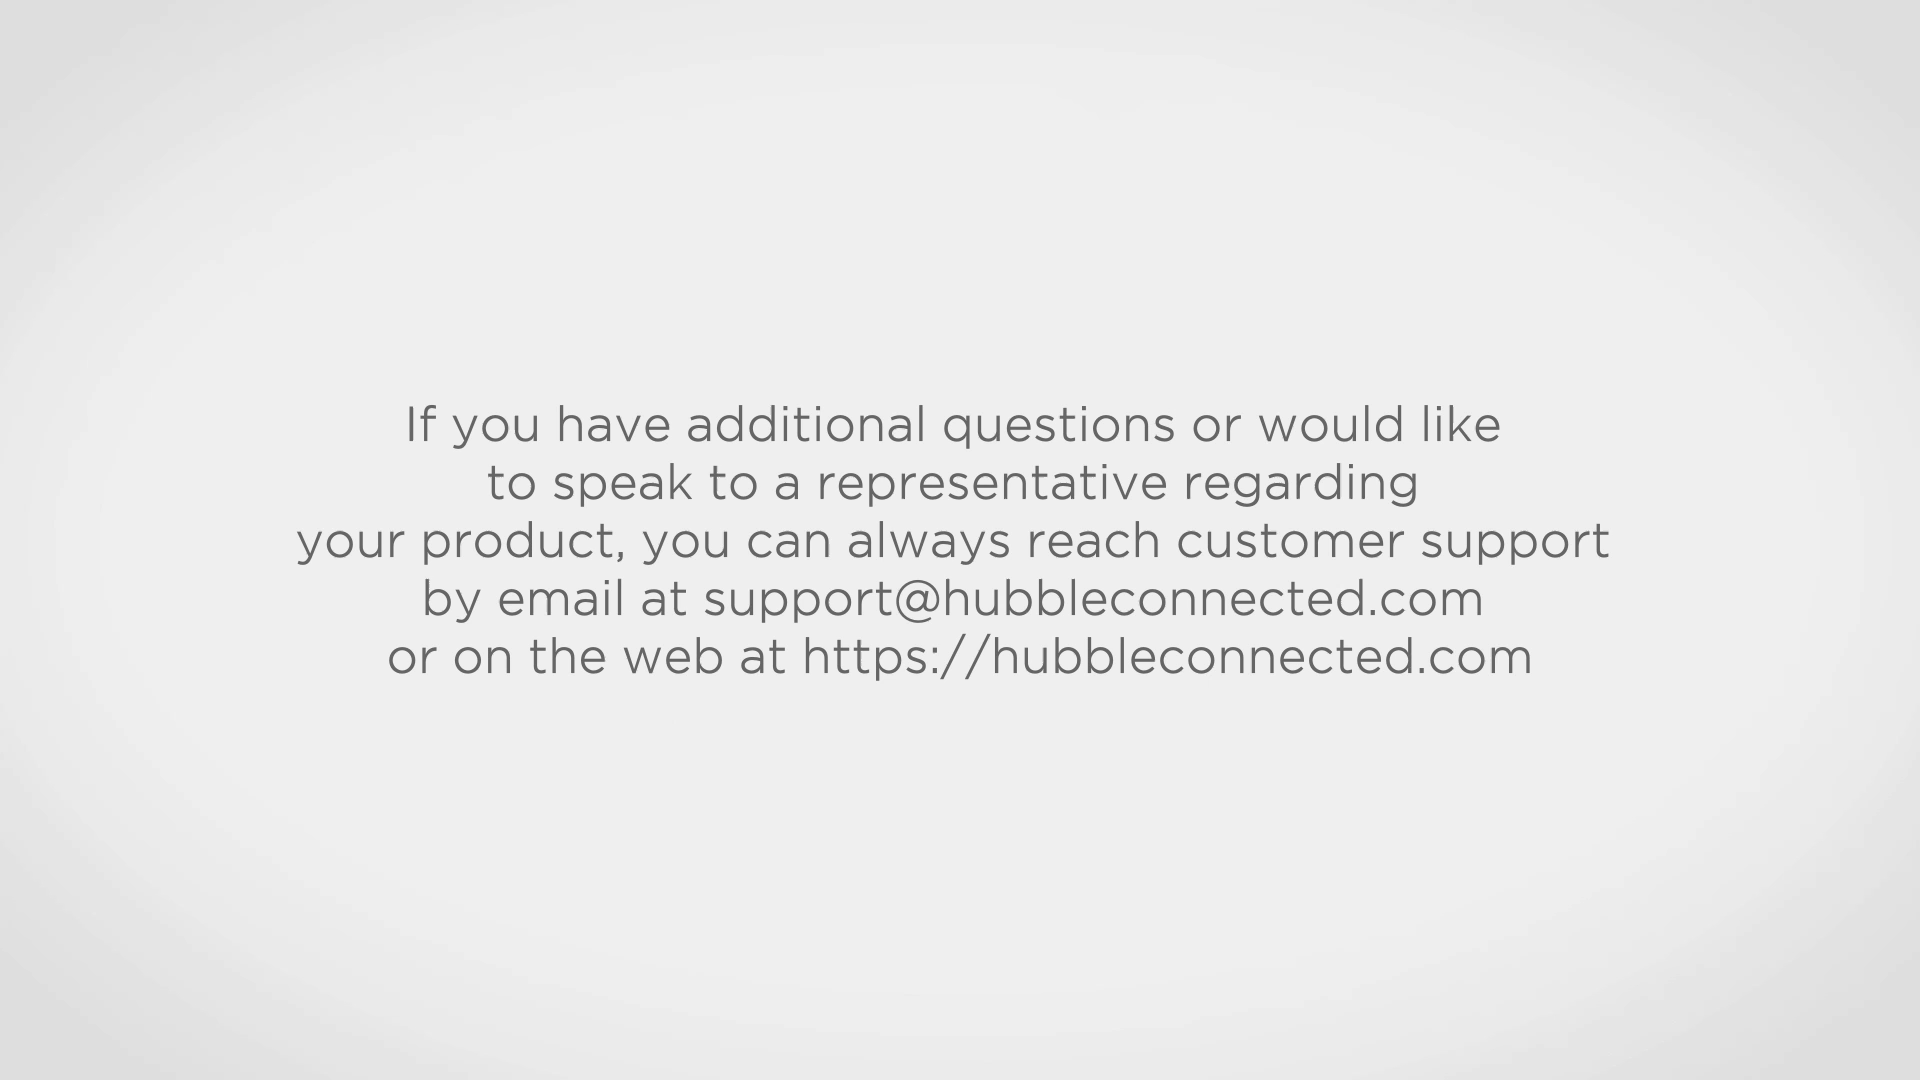 If you have additional questions or would like
to speak to a representative regarding
your product, you can always reach customer support
by email at support@hubbleconnected.com
or on the web at https://hubbleconnected.com